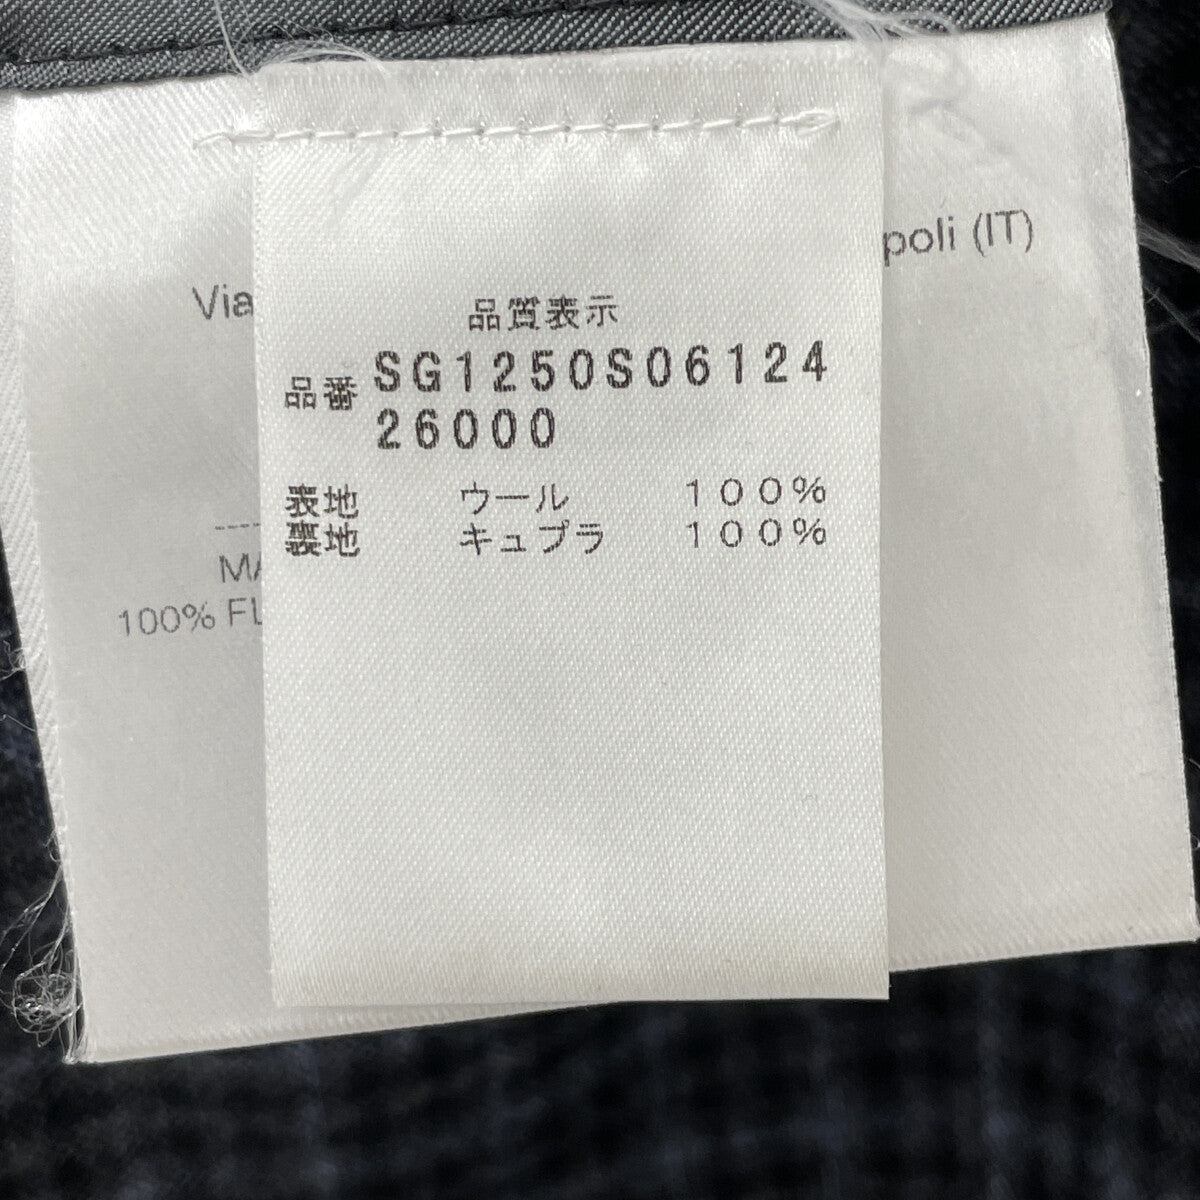 poli (IT)
Via
品質表示
品番 SG1250S06124
26000
表地 ウール 100%
裏地 キュプラ 100%
MA
100% FL